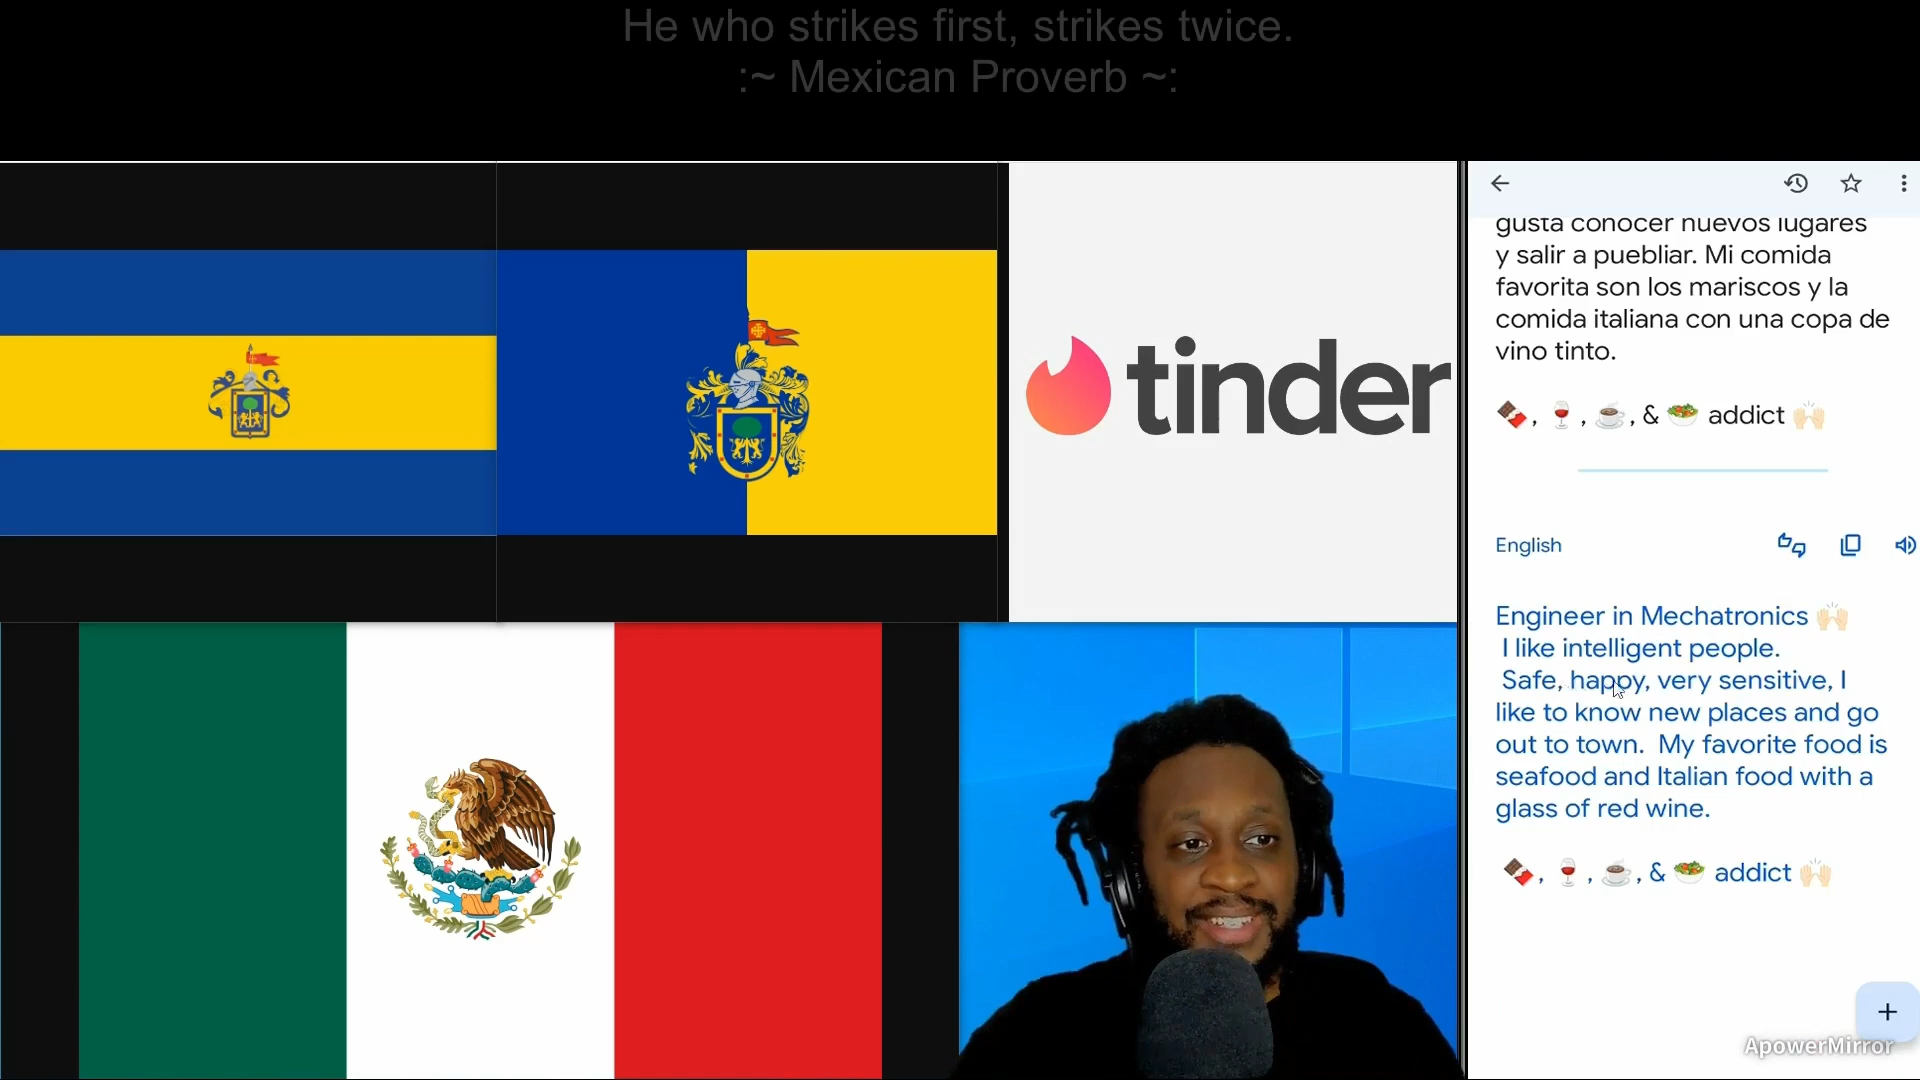 He who strikes first, strikes twice.
:~ Mexican Proverb ~:
tinder
gusta conocer nuevos lugares
y salir a puebliar. Mi comida
favorita son los mariscos y la
comida italiana con una copa de
vino tinto.
🍫, 🍷, ☕, & 🥗 addict 🙌🏻
English
Engineer in Mechatronics 🙌🏻
I like intelligent people.
Safe, happy, very sensitive, I
like to know new places and go
out to town. My favorite food is
seafood and Italian food with a
glass of red wine.
🍫, 🍷, ☕, & 🥗 addict 🙌🏻
ApowerMirror